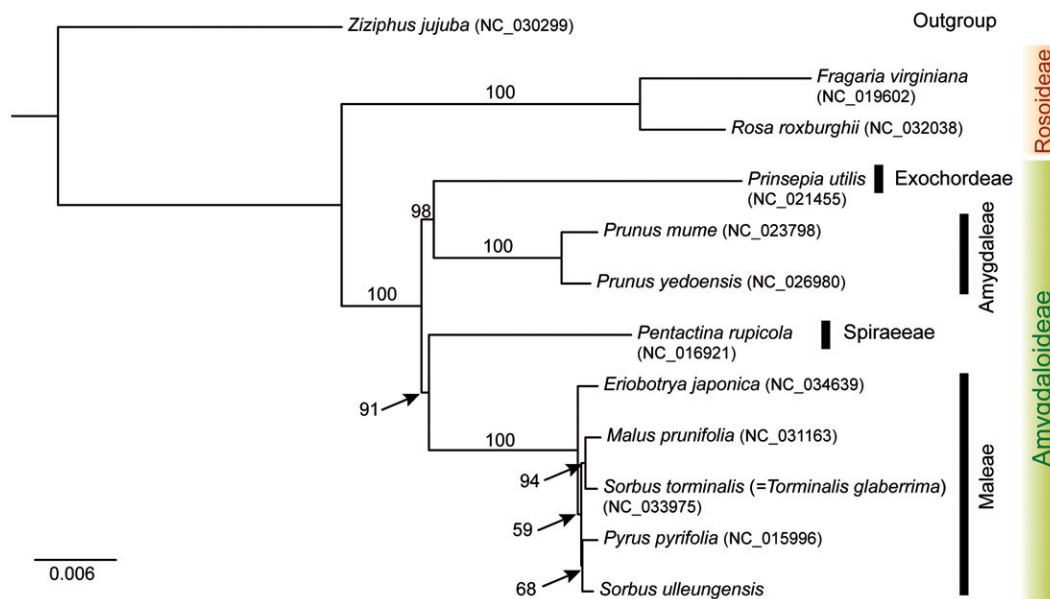 Ziziphus jujuba (NC_030299)
Outgroup
Fragaria virginiana
(NC_019602)
100
Rosa roxburghii (NC_032038)
Rosoideae
Prinsepia utilis
(NC_021455)
Exochordeae
98
Prunus mume (NC_023798)
100
Prunus yedoensis (NC_026980)
Amygdaleae
100
Pentactina rupicola
(NC_016921)
Spiraeeae
91
Eriobotrya japonica (NC_034639)
100
Malus prunifolia (NC_031163)
94
Sorbus torminalis (=Torminalis glaberrima)
(NC_033975)
59
Pyrus pyrifolia (NC_015996)
68
Sorbus ulleungensis
Maleae
Amygdaloideae
0.006